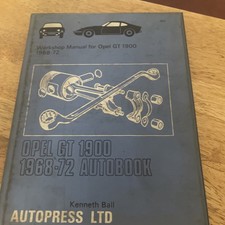 Workshop Manual for Opel GT 1900
1968-72
OPEL GT 1900
1968-72 AUTOBOOK
Kenneth Ball
AUTOPRESS LTD